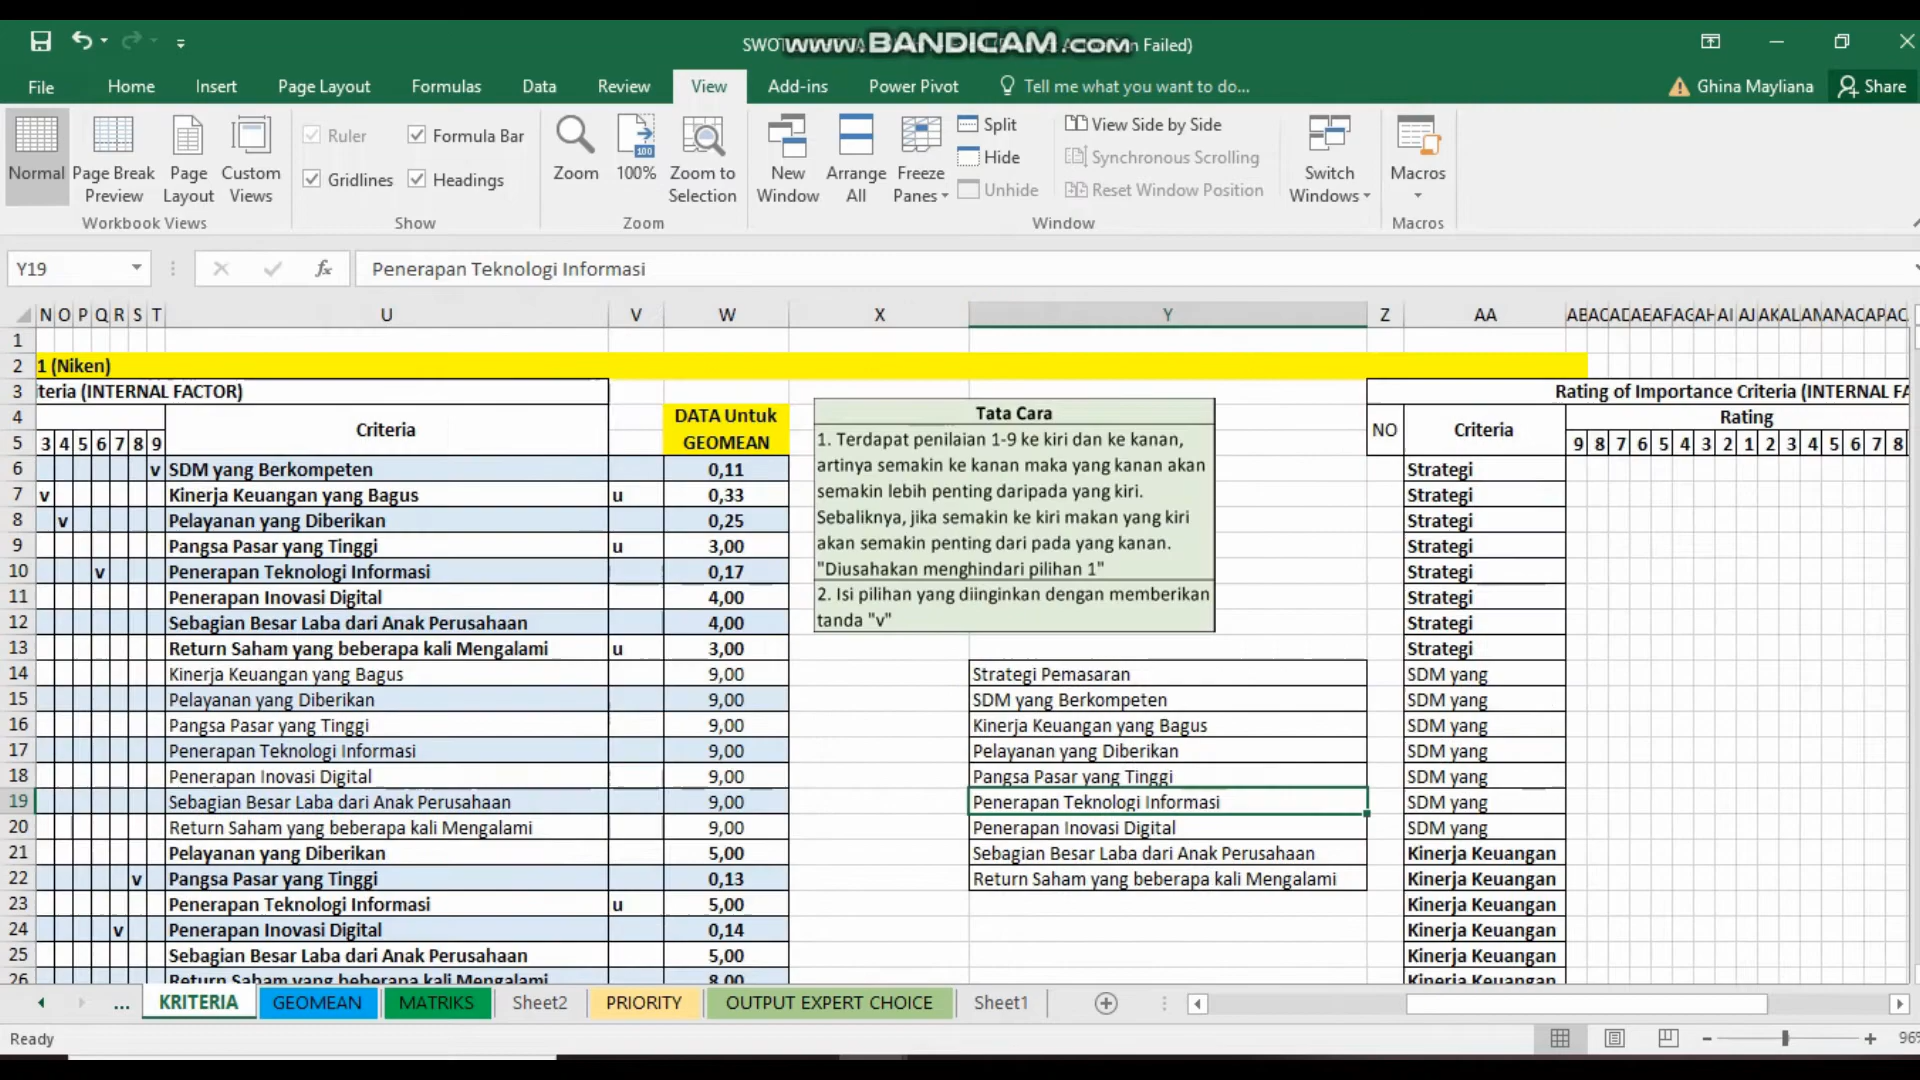 www.BANDICAM.com
SWOT n Failed)
File Home Insert Page Layout Formulas Data Review View Add-ins Power Pivot Tell me what you want to do... Ghina Mayliana Share
Ruler Formula Bar
Gridlines Headings
Normal Page Break Preview Page Layout Custom Views
Zoom 100% Zoom to Selection
New Window Arrange All Freeze Panes
Split
Hide
Unhide
View Side by Side
Synchronous Scrolling
Reset Window Position
Switch Windows Macros
Workbook Views Show Zoom Window Macros
Y19 fx Penerapan Teknologi Informasi
N O P Q R S T U V W X Y Z AA
1
2 1 (Niken)
3 teria (INTERNAL FACTOR) Rating of Importance Criteria (INTERNAL FA
4 Criteria DATA Untuk NO Criteria Rating
5 3 4 5 6 7 8 9 GEOMEAN 9 8 7 6 5 4 3 2 1 2 3 4 5 6 7 8
Tata Cara
1. Terdapat penilaian 1-9 ke kiri dan ke kanan,
artinya semakin ke kanan maka yang kanan akan
semakin lebih penting daripada yang kiri.
Sebaliknya, jika semakin ke kiri makan yang kiri
akan semakin penting dari pada yang kanan.
"Diusahakan menghindari pilihan 1"
2. Isi pilihan yang diinginkan dengan memberikan
tanda "v"
6 v SDM yang Berkompeten 0,11 Strategi
7 v Kinerja Keuangan yang Bagus u 0,33 Strategi
8 v Pelayanan yang Diberikan 0,25 Strategi
9 Pangsa Pasar yang Tinggi u 3,00 Strategi
10 v Penerapan Teknologi Informasi 0,17 Strategi
11 Penerapan Inovasi Digital 4,00 Strategi
12 Sebagian Besar Laba dari Anak Perusahaan 4,00 Strategi
13 Return Saham yang beberapa kali Mengalami u 3,00 Strategi
14 Kinerja Keuangan yang Bagus 9,00 Strategi Pemasaran SDM yang
15 Pelayanan yang Diberikan 9,00 SDM yang Berkompeten SDM yang
16 Pangsa Pasar yang Tinggi 9,00 Kinerja Keuangan yang Bagus SDM yang
17 Penerapan Teknologi Informasi 9,00 Pelayanan yang Diberikan SDM yang
18 Penerapan Inovasi Digital 9,00 Pangsa Pasar yang Tinggi SDM yang
19 Sebagian Besar Laba dari Anak Perusahaan 9,00 Penerapan Teknologi Informasi SDM yang
20 Return Saham yang beberapa kali Mengalami 9,00 Penerapan Inovasi Digital SDM yang
21 Pelayanan yang Diberikan 5,00 Sebagian Besar Laba dari Anak Perusahaan Kinerja Keuangan
22 v Pangsa Pasar yang Tinggi 0,13 Return Saham yang beberapa kali Mengalami Kinerja Keuangan
23 Penerapan Teknologi Informasi u 5,00 Kinerja Keuangan
24 v Penerapan Inovasi Digital 0,14 Kinerja Keuangan
25 Sebagian Besar Laba dari Anak Perusahaan 5,00 Kinerja Keuangan
26 Return Saham yang beberapa kali Mengalami 8,00 Kinerja Keuangan
... KRITERIA GEOMEAN MATRIKS Sheet2 PRIORITY OUTPUT EXPERT CHOICE Sheet1
Ready 96%